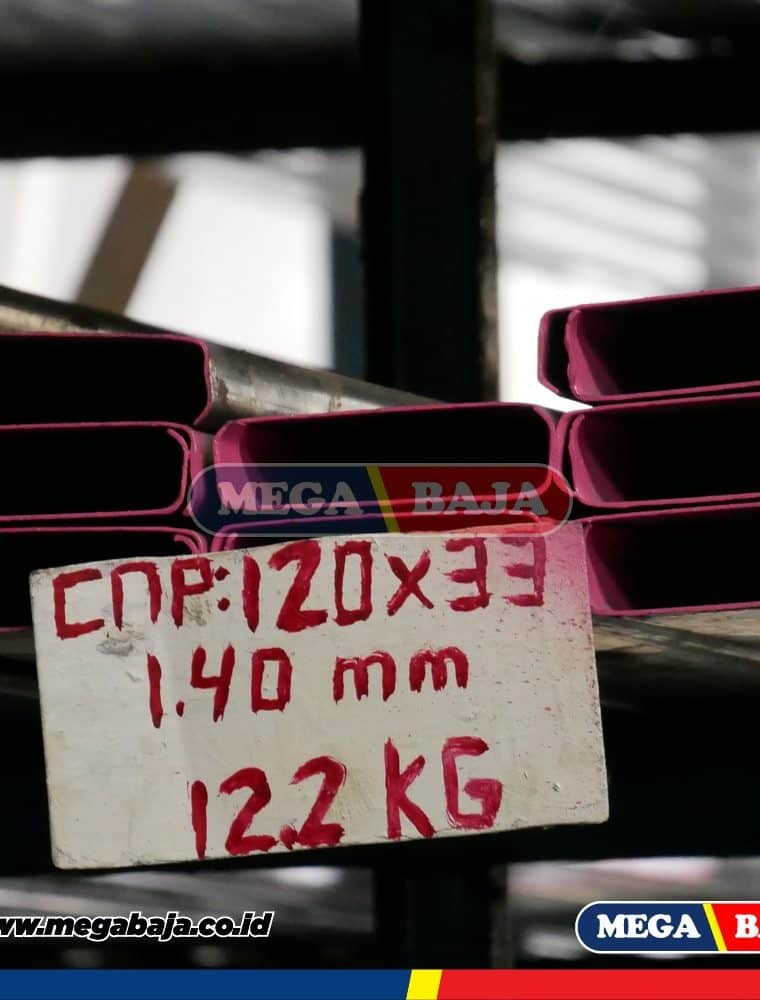 MEGA BAJA
CNP:120x33
1.40 mm
12.2 KG
www.megabaja.co.id
MEGA